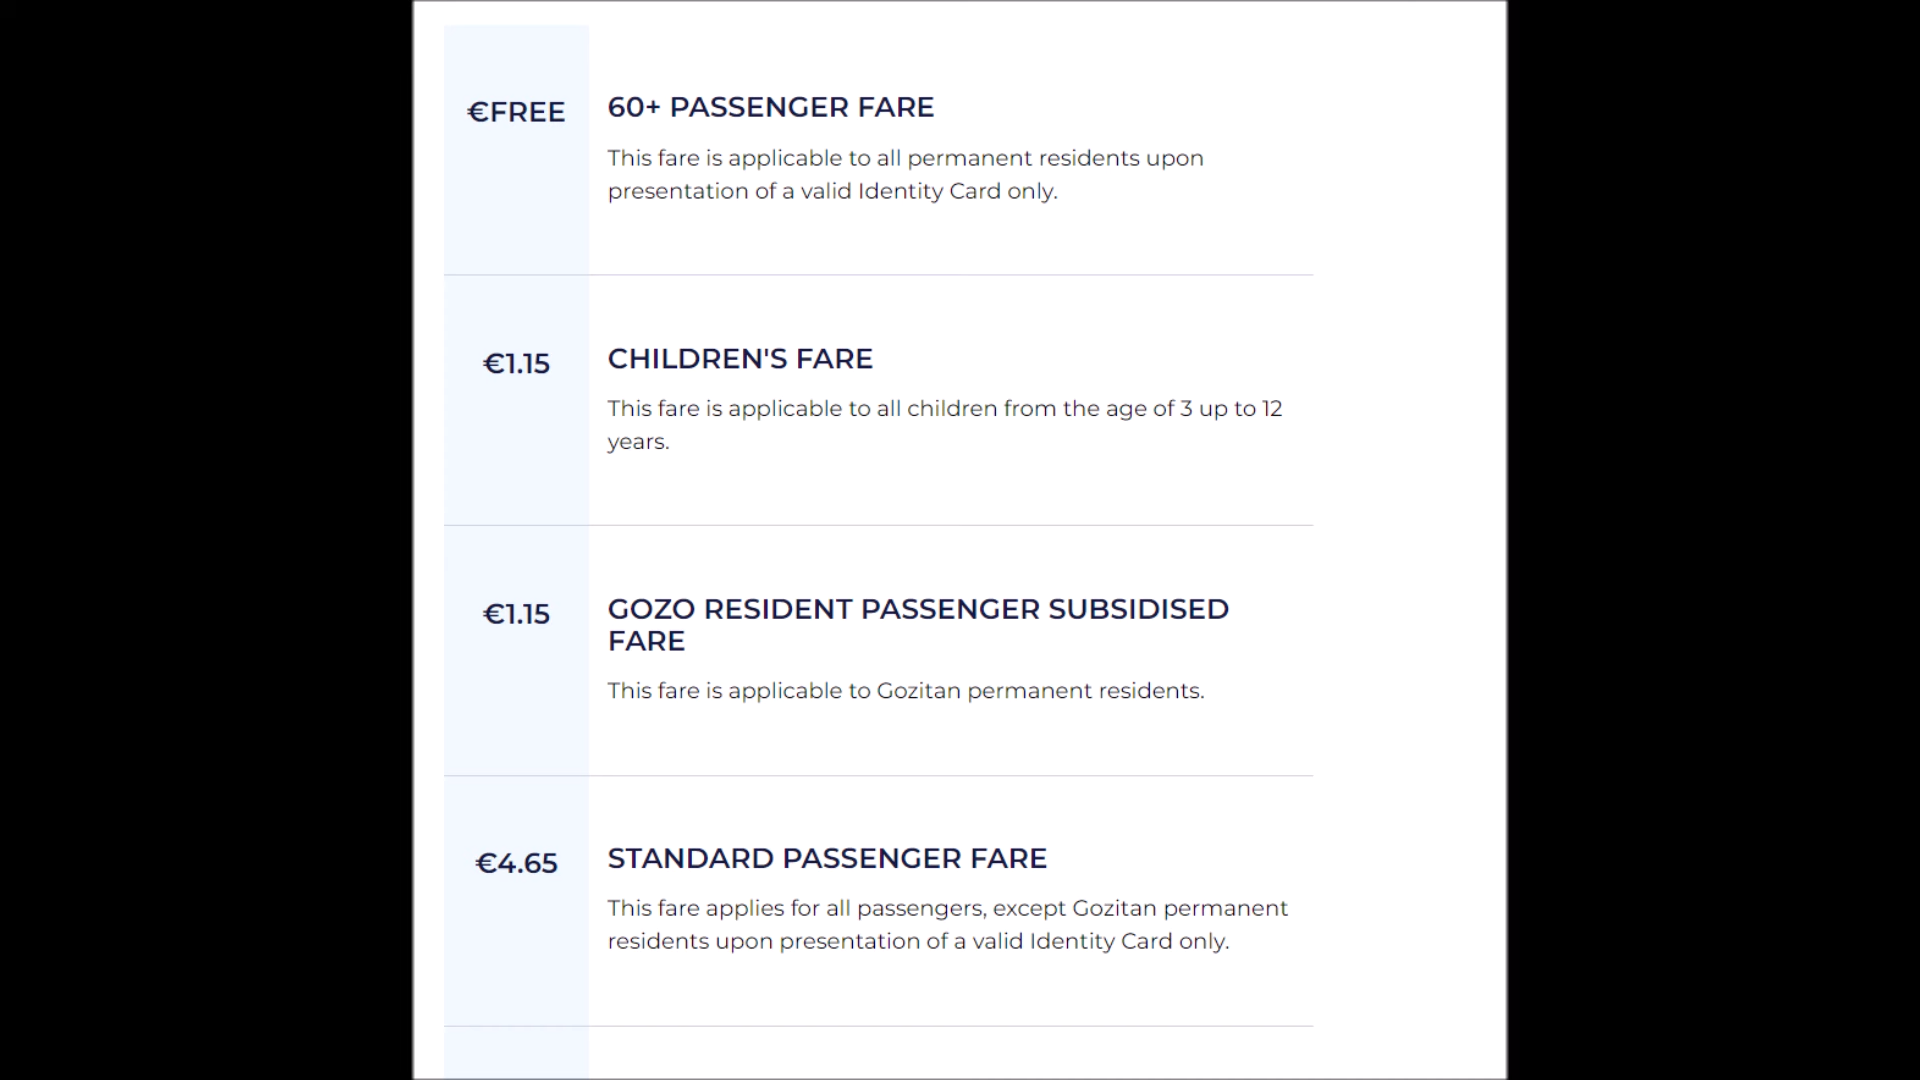 €FREE
60+ PASSENGER FARE
This fare is applicable to all permanent residents upon
presentation of a valid Identity Card only.
€1.15
CHILDREN'S FARE
This fare is applicable to all children from the age of 3 up to 12
years.
€1.15
GOZO RESIDENT PASSENGER SUBSIDISED
FARE
This fare is applicable to Gozitan permanent residents.
€4.65
STANDARD PASSENGER FARE
This fare applies for all passengers, except Gozitan permanent
residents upon presentation of a valid Identity Card only.